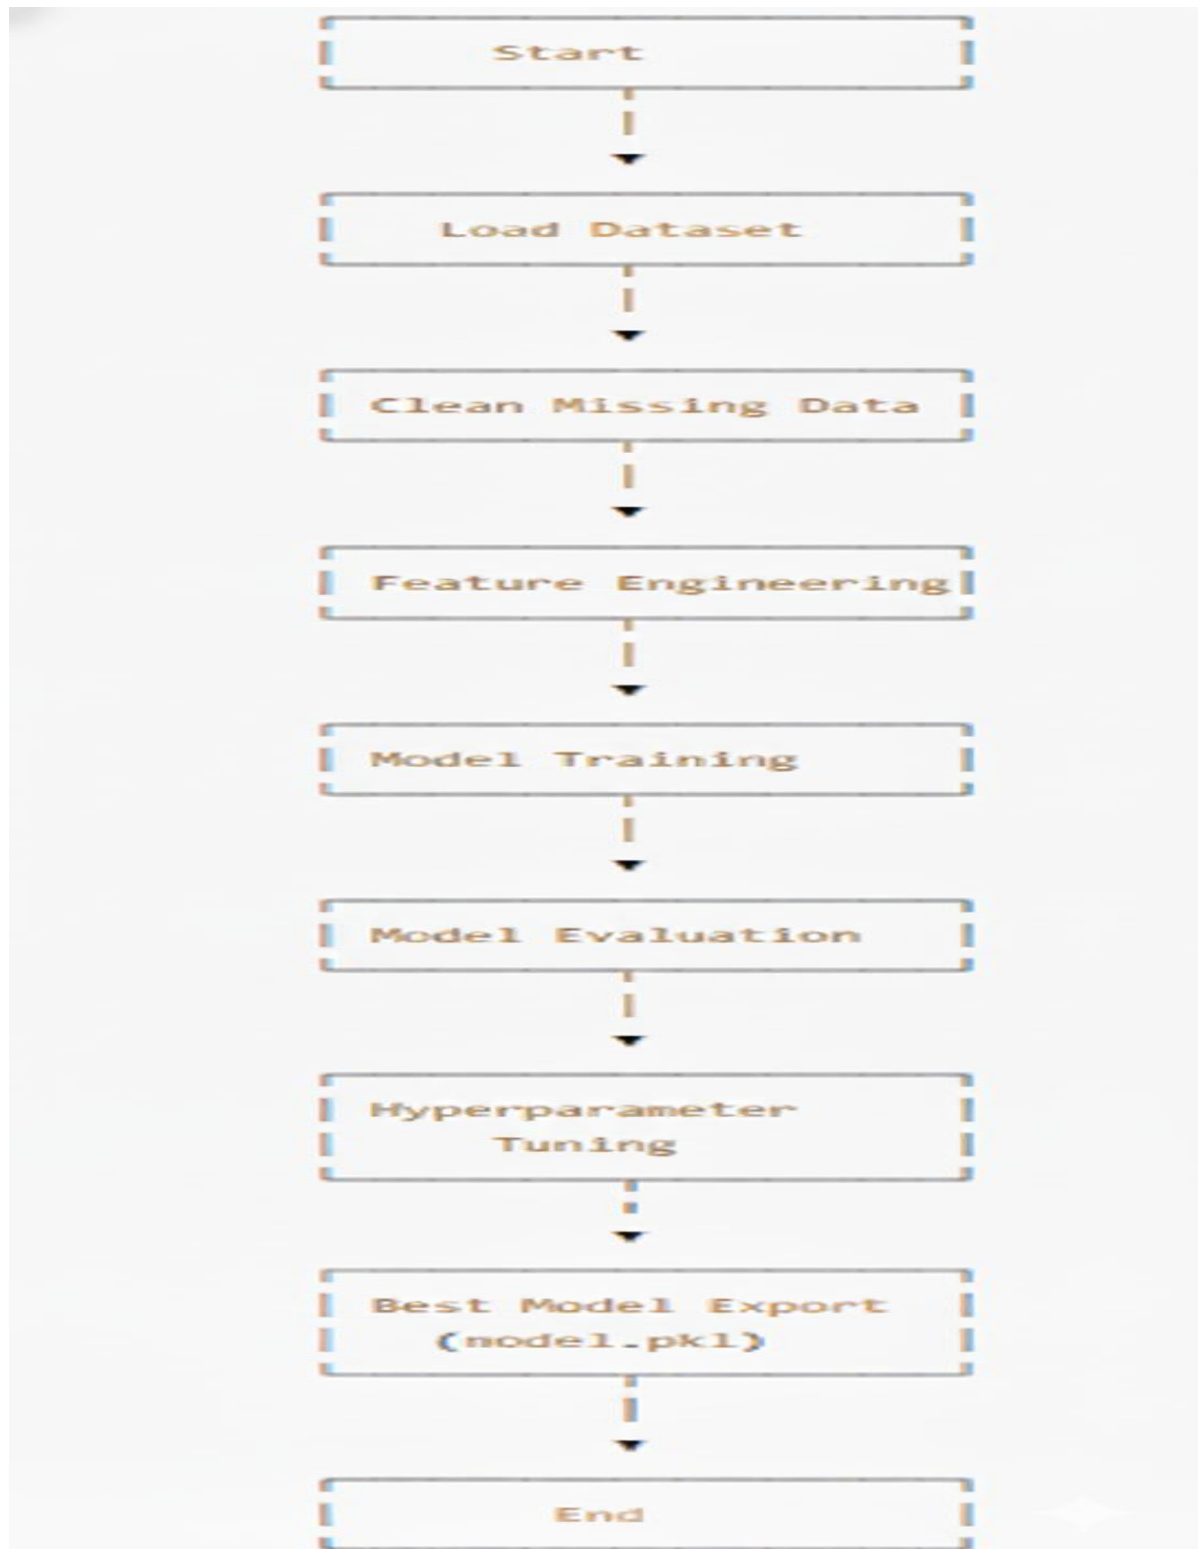 Start
Load Dataset
Clean Missing Data
Feature Engineering
Model Training
Model Evaluation
Hyperparameter
Tuning
Best Model Export
(model.pkl)
End